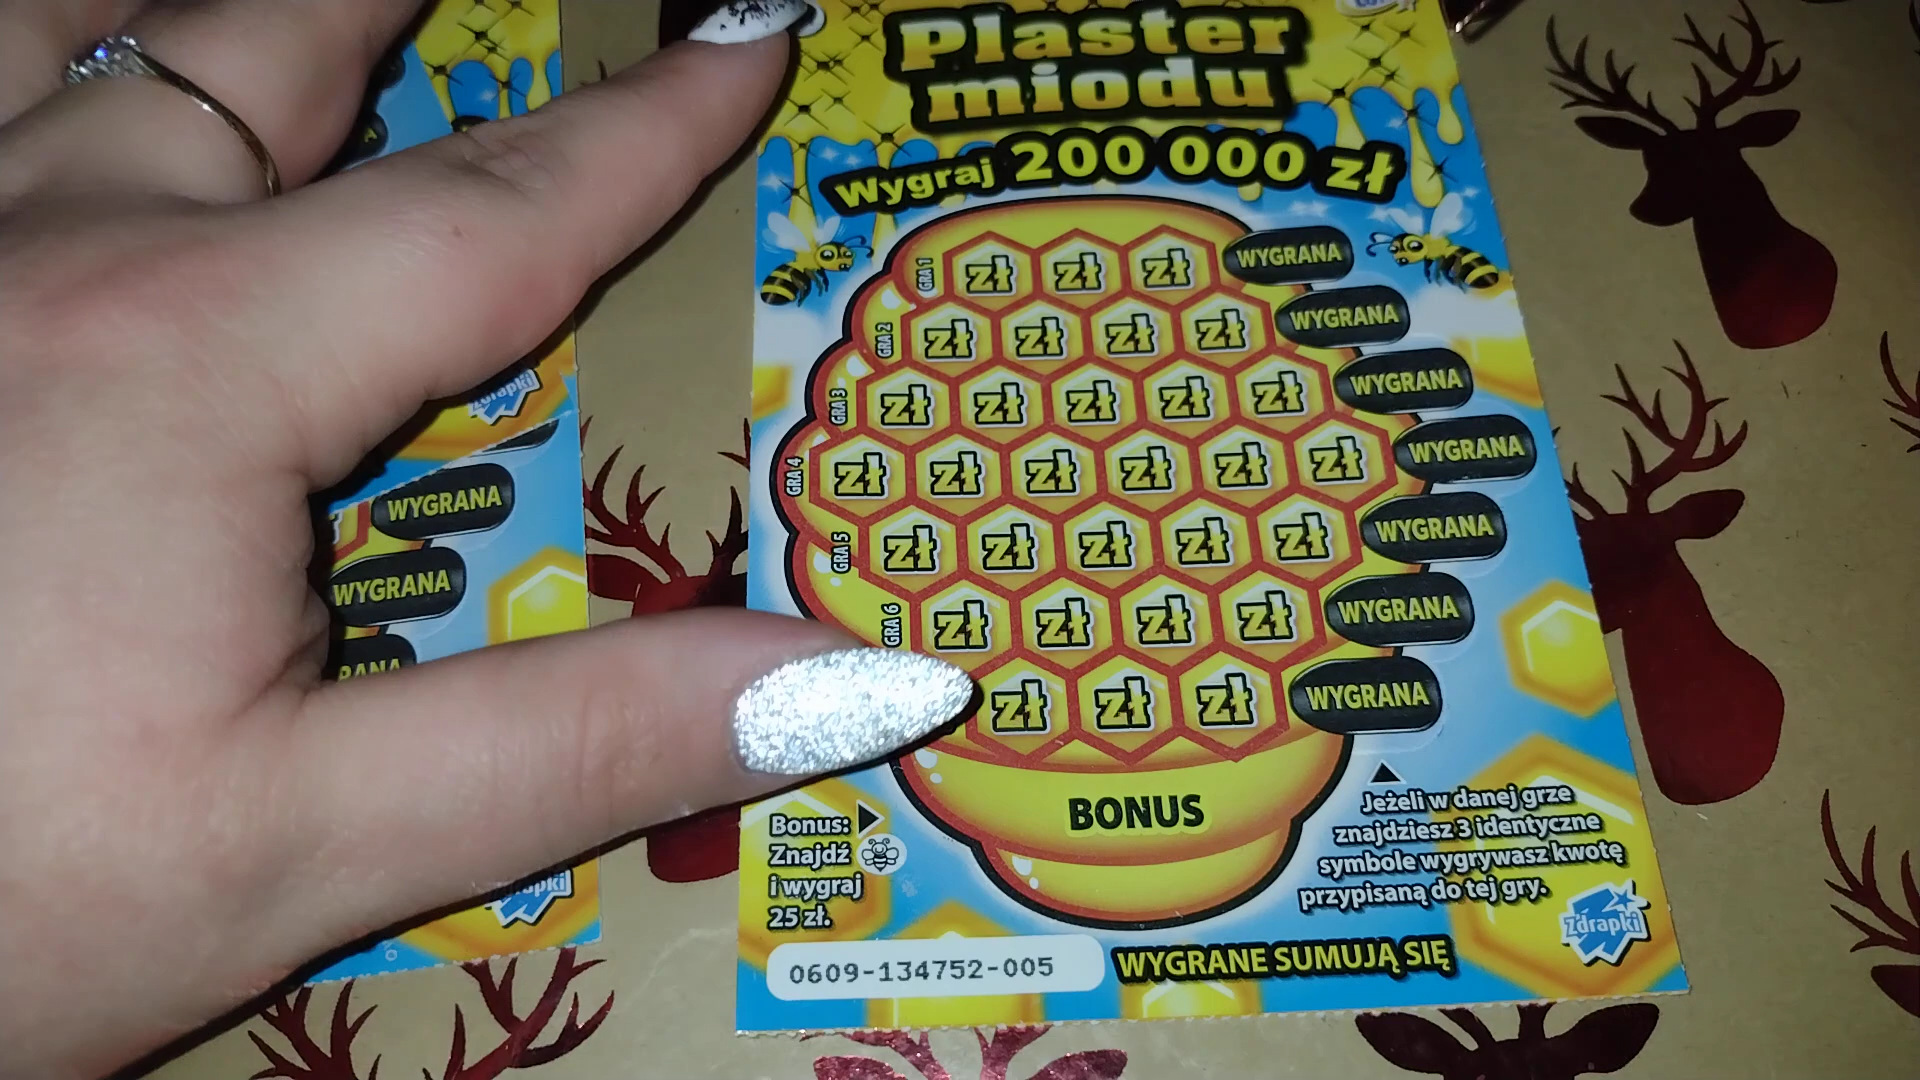 Plaster
miodu
Wygraj 200 000 zł
GRA 1 zł zł zł WYGRANA
GRA 2 zł zł zł zł WYGRANA
GRA 3 zł zł zł zł zł WYGRANA
GRA 4 zł zł zł zł zł zł WYGRANA
GRA 5 zł zł zł zł zł WYGRANA
GRA 6 zł zł zł zł WYGRANA
zł zł zł WYGRANA
BONUS
Bonus:
Znajdź
i wygraj
25 zł.
Jeżeli w danej grze
znajdziesz 3 identyczne
symbole wygrywasz kwotę
przypisaną do tej gry.
Zdrapki
0609-134752-005
WYGRANE SUMUJĄ SIĘ
Zdrapki
WYGRANA
WYGRANA